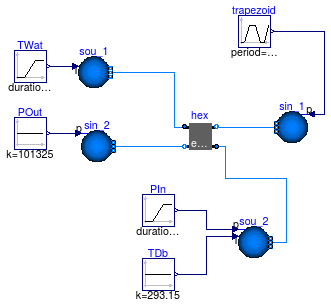 trapezoid
period=...
TWat
duratio...
sou_1
T
p
sin_1
POut
k=101325
sin_2
p
hex
e...
PIn
duratio...
sou_2
p
T
TDb
k=293.15